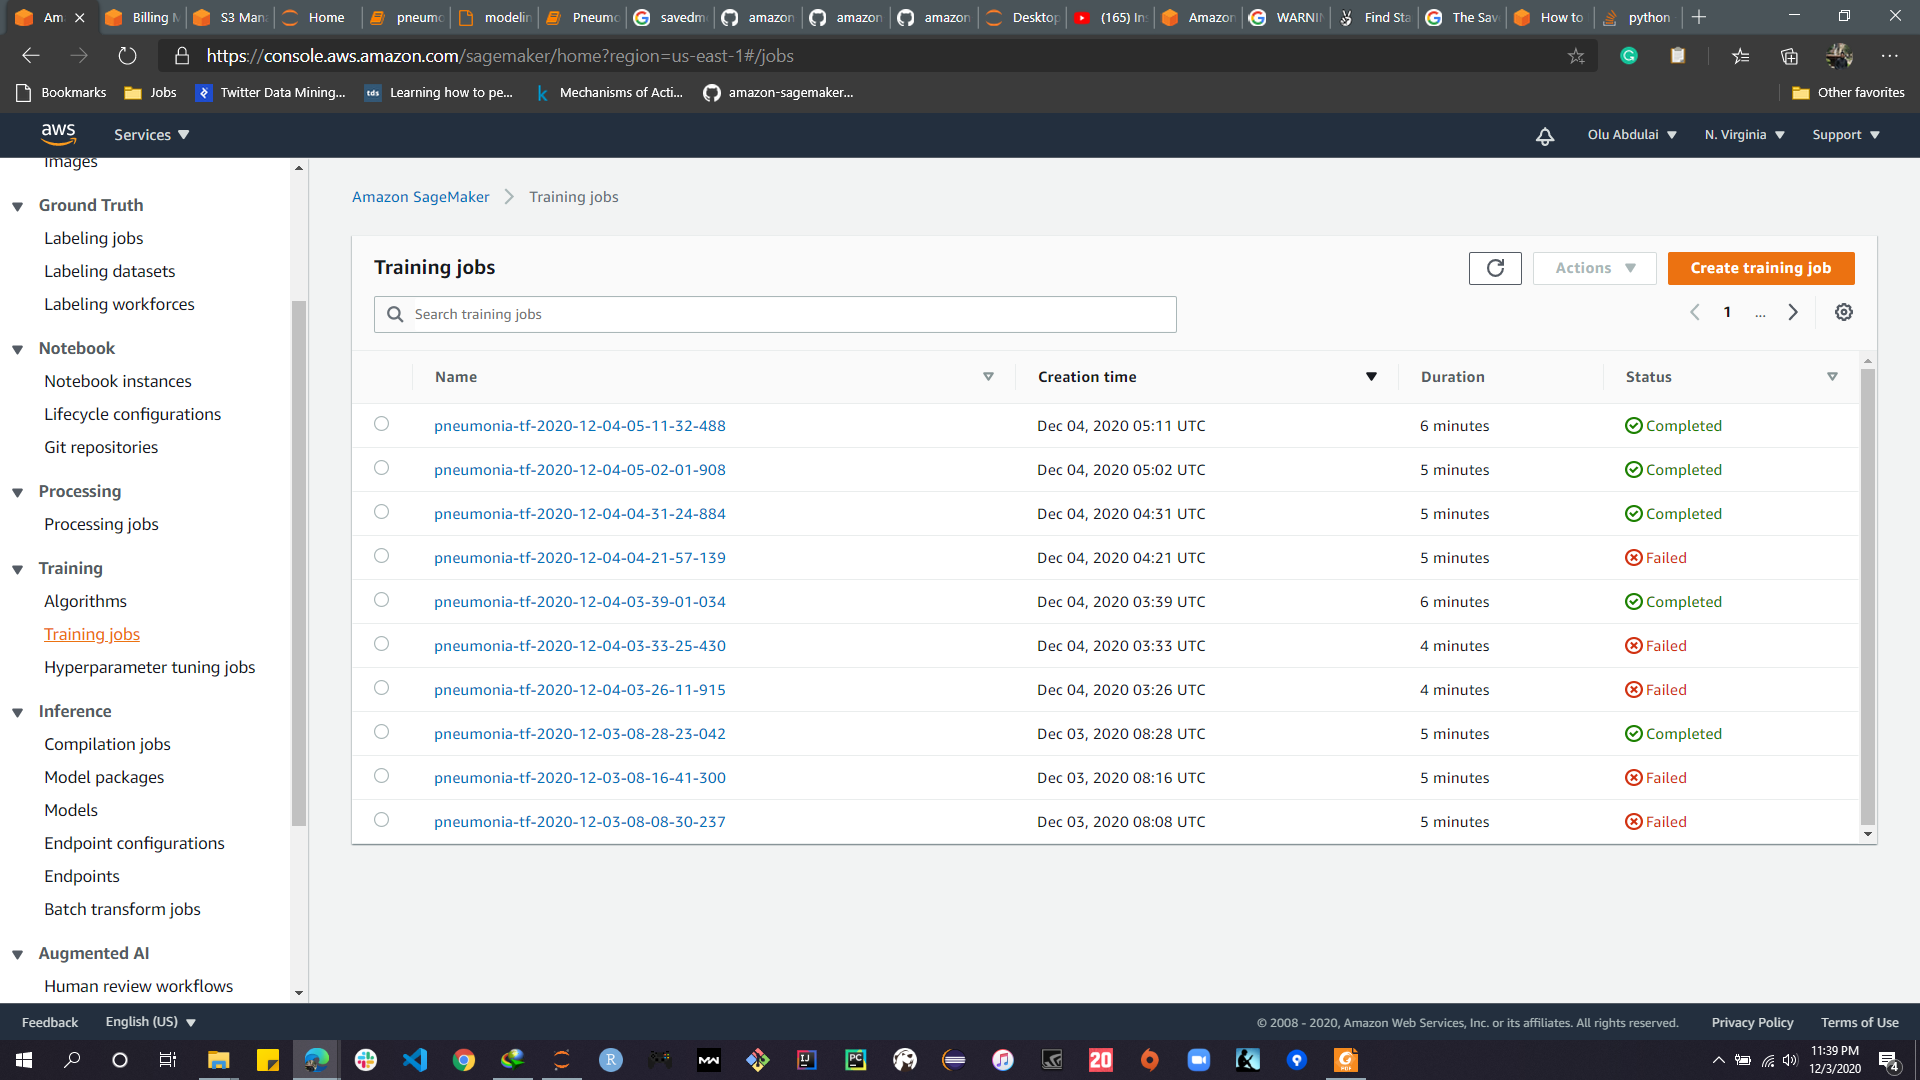 Am
Billing M
S3 Man
Home
pneumo
modelin
Pneumo
savedm
amazon
amazon
amazon
Desktop
(165) In
Amazon
WARNIN
Find Sta
The Sav
How to
python
https://console.aws.amazon.com/sagemaker/home?region=us-east-1#/jobs
Bookmarks
Jobs
Twitter Data Mining...
tds
Learning how to pe...
k
Mechanisms of Acti...
amazon-sagemaker...
Other favorites
aws
Services
Olu Abdulai
N. Virginia
Support
Images
Ground Truth
Labeling jobs
Labeling datasets
Labeling workforces
Notebook
Notebook instances
Lifecycle configurations
Git repositories
Processing
Processing jobs
Training
Algorithms
Training jobs
Hyperparameter tuning jobs
Inference
Compilation jobs
Model packages
Models
Endpoint configurations
Endpoints
Batch transform jobs
Augmented AI
Human review workflows
Amazon SageMaker > Training jobs
Training jobs
Actions
Create training job
Search training jobs
1 ...
Name Creation time Duration Status
pneumonia-tf-2020-12-04-05-11-32-488 Dec 04, 2020 05:11 UTC 6 minutes Completed
pneumonia-tf-2020-12-04-05-02-01-908 Dec 04, 2020 05:02 UTC 5 minutes Completed
pneumonia-tf-2020-12-04-04-31-24-884 Dec 04, 2020 04:31 UTC 5 minutes Completed
pneumonia-tf-2020-12-04-04-21-57-139 Dec 04, 2020 04:21 UTC 5 minutes Failed
pneumonia-tf-2020-12-04-03-39-01-034 Dec 04, 2020 03:39 UTC 6 minutes Completed
pneumonia-tf-2020-12-04-03-33-25-430 Dec 04, 2020 03:33 UTC 4 minutes Failed
pneumonia-tf-2020-12-04-03-26-11-915 Dec 04, 2020 03:26 UTC 4 minutes Failed
pneumonia-tf-2020-12-03-08-28-23-042 Dec 03, 2020 08:28 UTC 5 minutes Completed
pneumonia-tf-2020-12-03-08-16-41-300 Dec 03, 2020 08:16 UTC 5 minutes Failed
pneumonia-tf-2020-12-03-08-08-30-237 Dec 03, 2020 08:08 UTC 5 minutes Failed
Feedback
English (US)
© 2008 - 2020, Amazon Web Services, Inc. or its affiliates. All rights reserved.
Privacy Policy
Terms of Use
R
MW
IJ
PC
20
PDF
11:39 PM
12/3/2020
4